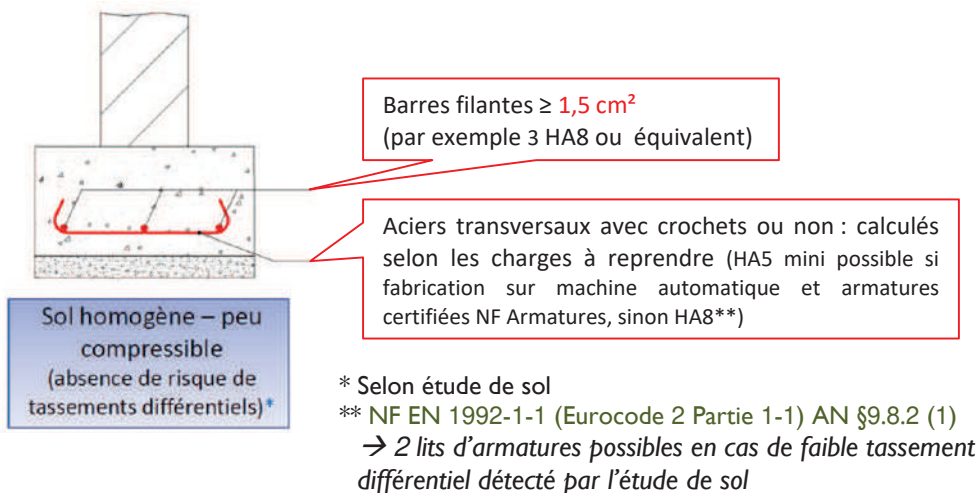 Barres filantes ≥ 1,5 cm²
(par exemple 3 HA8 ou équivalent)
Aciers transversaux avec crochets ou non : calculés
selon les charges à reprendre (HA5 mini possible si
fabrication sur machine automatique et armatures
certifiées NF Armatures, sinon HA8**)
Sol homogène – peu
compressible
(absence de risque de
tassements différentiels)*
* Selon étude de sol
** NF EN 1992-1-1 (Eurocode 2 Partie 1-1) AN §9.8.2 (1)
→ 2 lits d’armatures possibles en cas de faible tassement
différentiel détecté par l’étude de sol